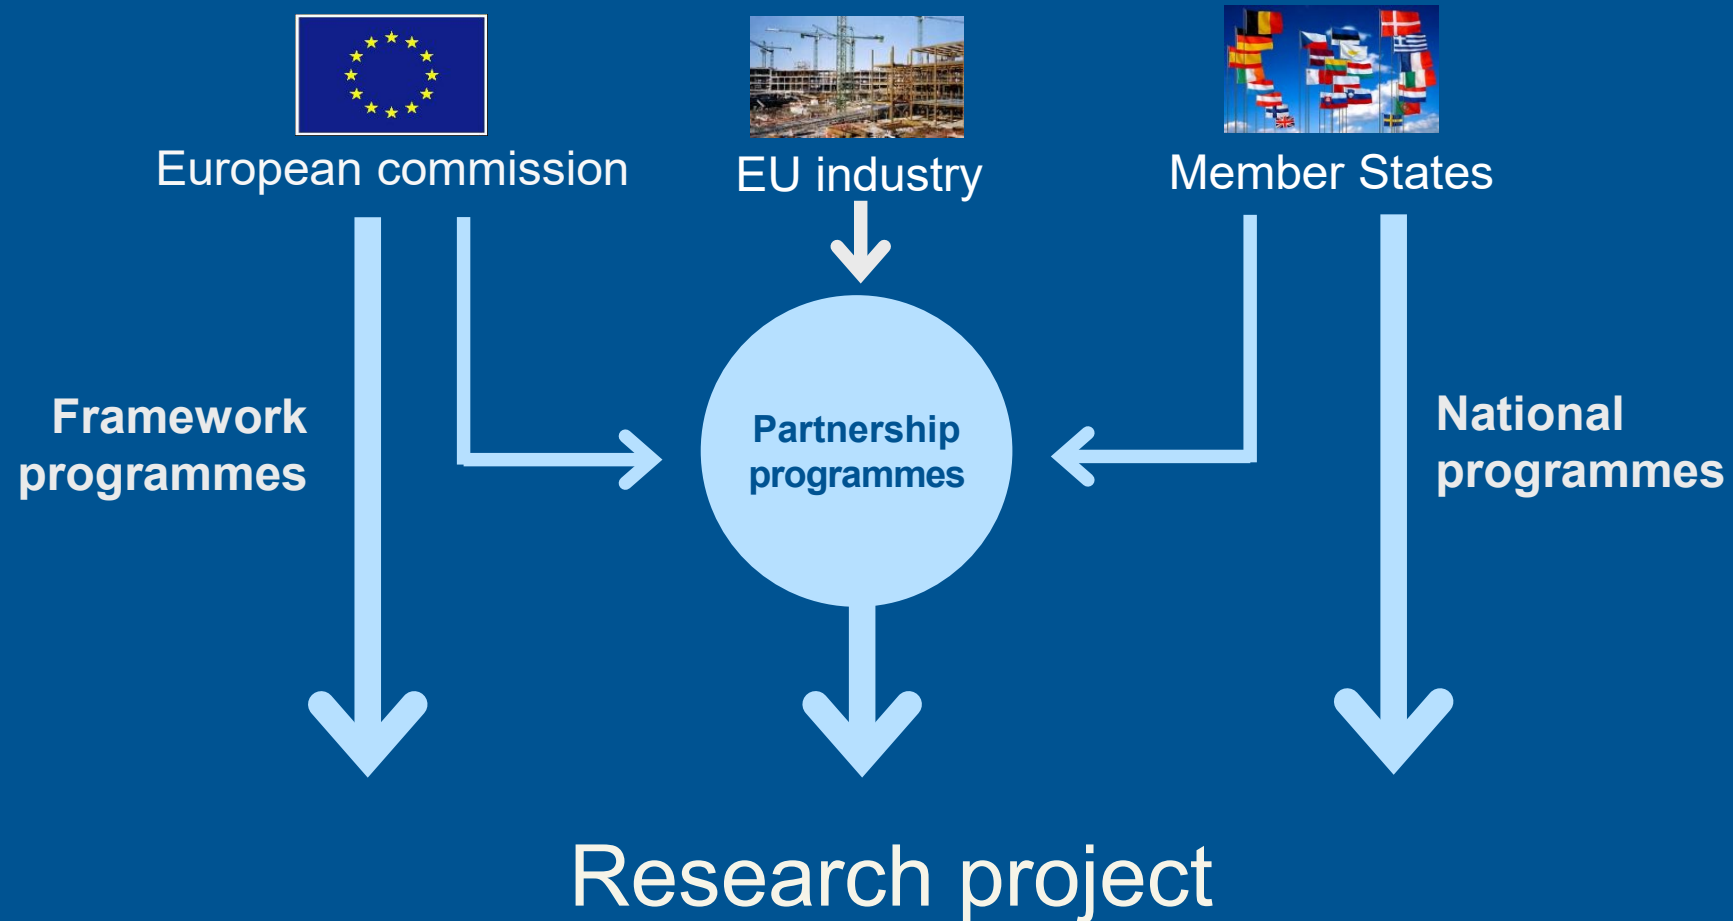 European commission
EU industry
Member States
Framework
programmes
Partnership
programmes
National
programmes
Research project